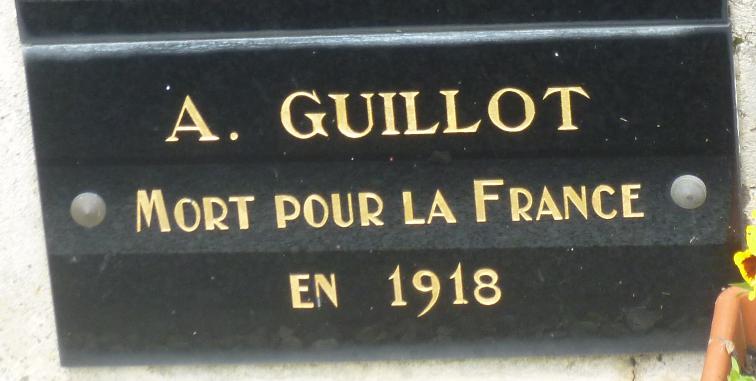 A. GUILLOT
MORT POUR LA FRANCE
EN 1918